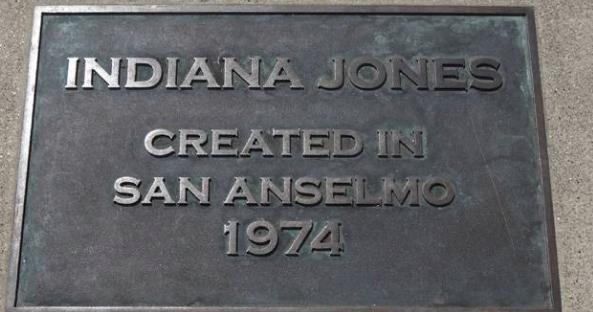 INDIANA JONES
CREATED IN
SAN ANSELMO
1974